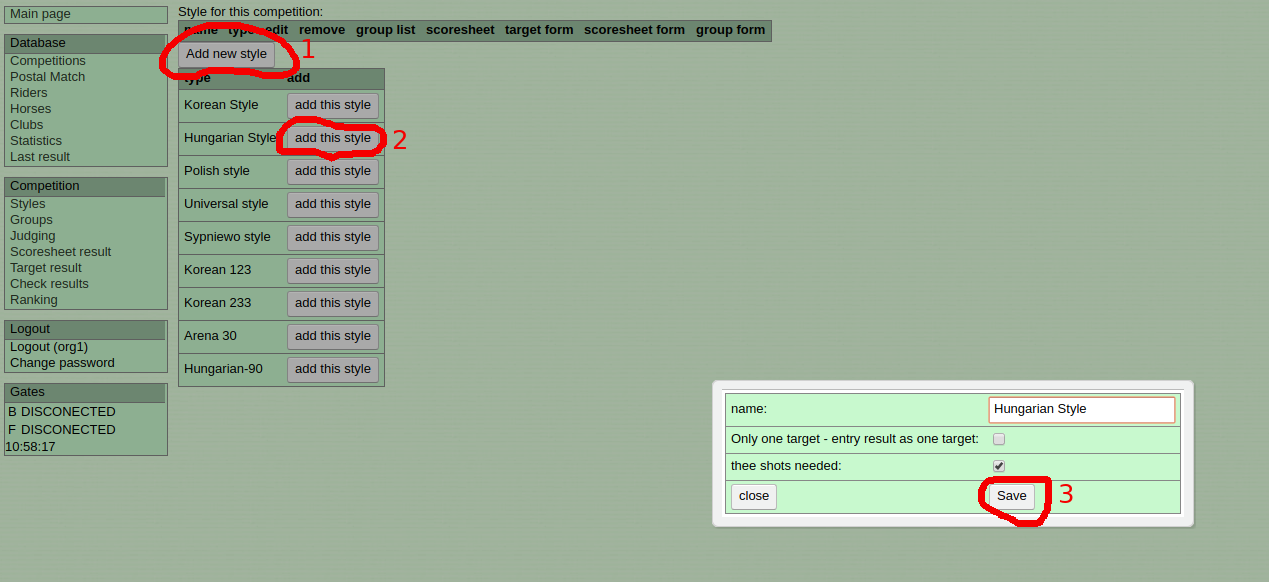 Main page
Database
Competitions
Postal Match
Riders
Horses
Clubs
Statistics
Last result
Competition
Styles
Groups
Judging
Scoresheet result
Target result
Check results
Ranking
Logout
Logout (org1)
Change password
Gates
B DISCONECTED
F DISCONECTED
10:58:17
Style for this competition:
name type edit remove group list scoresheet target form scoresheet form group form
Add new style 1
type add
Korean Style add this style
Hungarian Style add this style 2
Polish style add this style
Universal style add this style
Sypniewo style add this style
Korean 123 add this style
Korean 233 add this style
Arena 30 add this style
Hungarian-90 add this style
name: Hungarian Style
Only one target - entry result as one target:
thee shots needed:
close Save 3